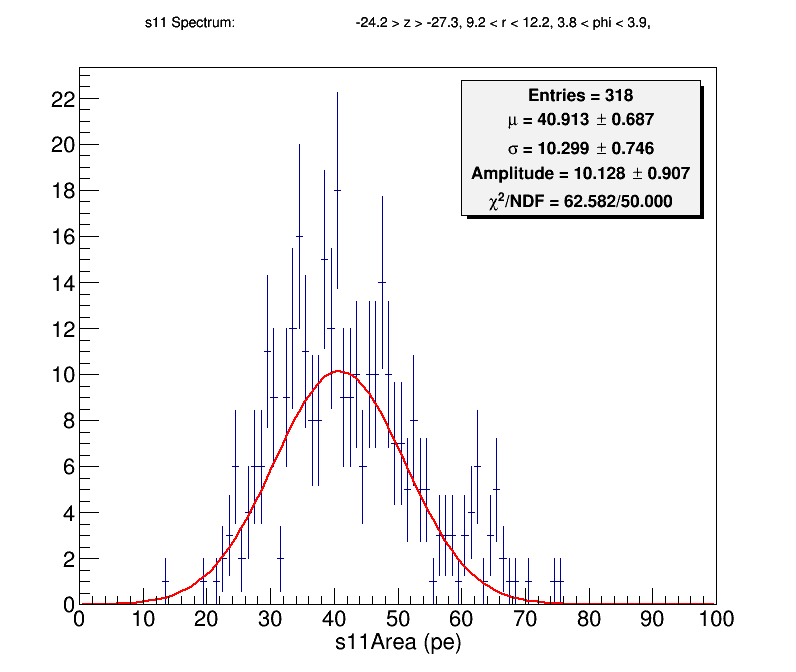 s11 Spectrum: -24.2 > z > -27.3, 9.2 < r < 12.2, 3.8 < phi < 3.9,
Entries = 318
μ = 40.913 ± 0.687
σ = 10.299 ± 0.746
Amplitude = 10.128 ± 0.907
χ²/NDF = 62.582/50.000
22
20
18
16
14
12
10
8
6
4
2
0
0 10 20 30 40 50 60 70 80 90 100
s11Area (pe)